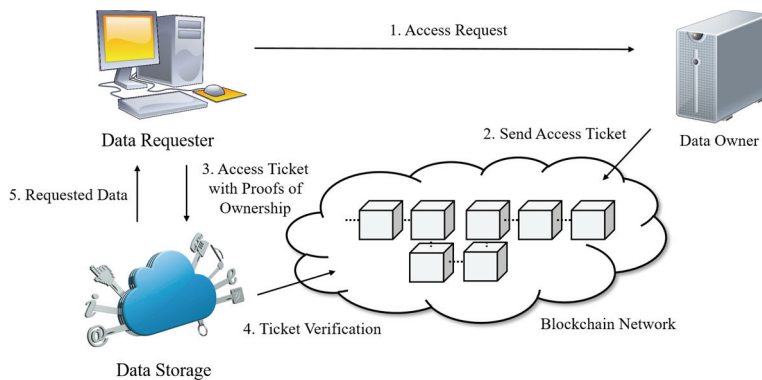 1. Access Request
Data Requester
Data Owner
2. Send Access Ticket
3. Access Ticket
with Proofs of
Ownership
5. Requested Data
4. Ticket Verification
Blockchain Network
Data Storage